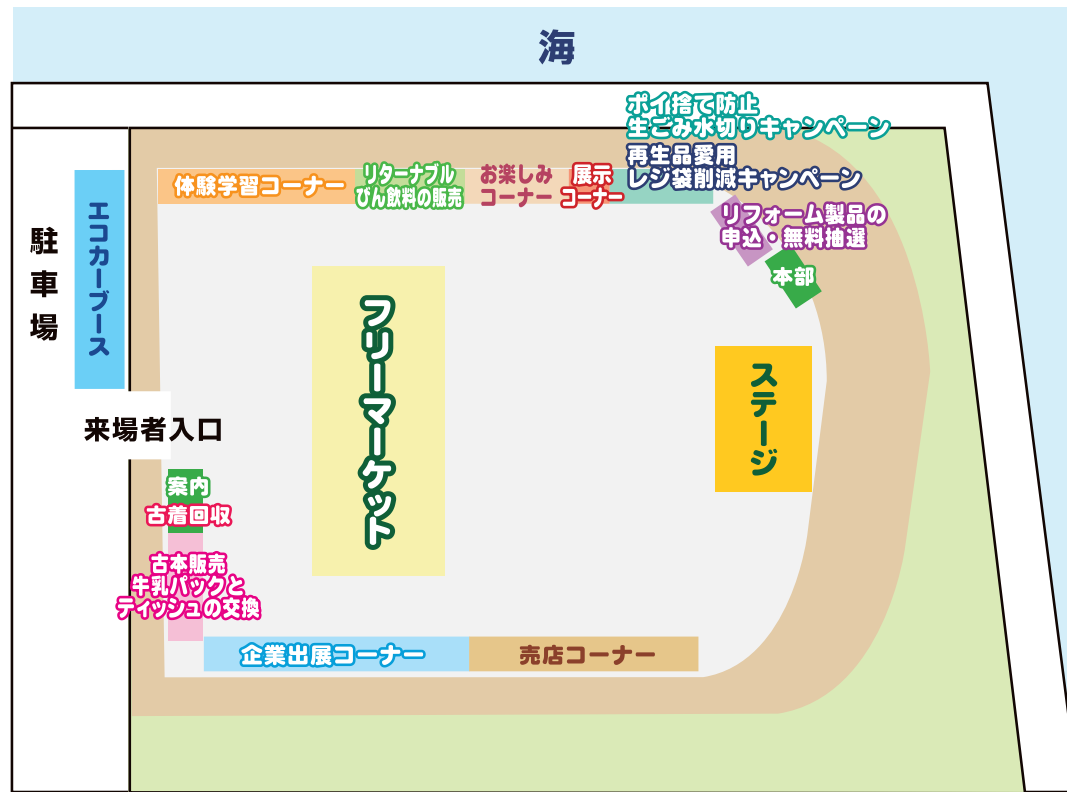 海
ポイ捨て防止
生ごみ水切りキャンペーン
再生品愛用
レジ袋削減キャンペーン
体験学習コーナー
リターナブル
びん飲料の販売
お楽しみ
コーナー
展示
コーナー
リフォーム製品の
申込・無料抽選
本部
駐車場
エコカーブース
フリーマーケット
ステージ
来場者入口
案内
古着回収
古本販売
牛乳パックと
ティッシュの交換
企業出展コーナー
売店コーナー